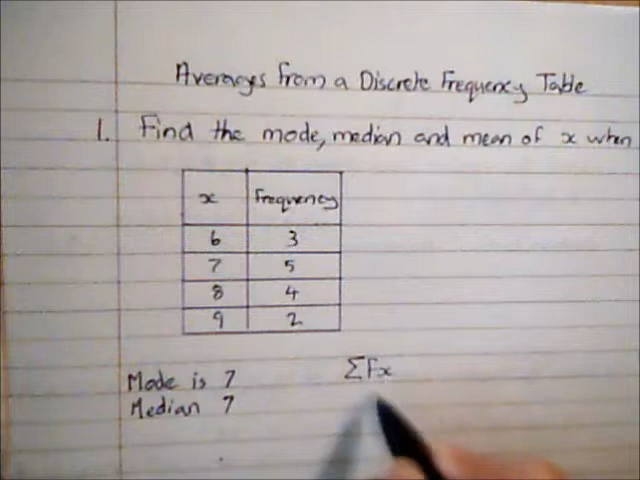 Averages from a Discrete Frequency Table
1. Find the mode, median and mean of x when
x Frequency
6 3
7 5
8 4
9 2
Mode is 7
Median 7
ΣFx